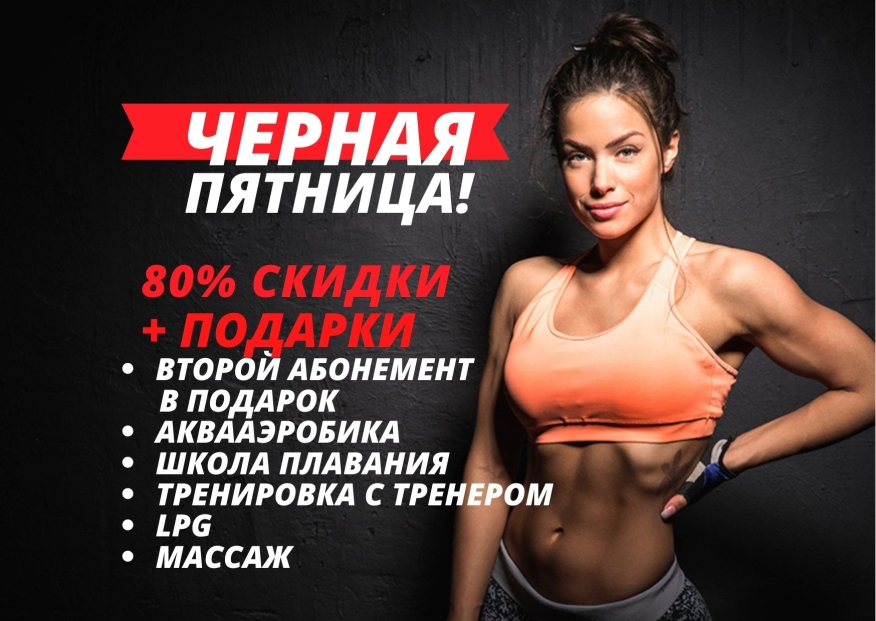 ЧЕРНАЯ
ПЯТНИЦА!
80% СКИДКИ
+ ПОДАРКИ
• ВТОРОЙ АБОНЕМЕНТ
В ПОДАРОК
• АКВААЭРОБИКА
• ШКОЛА ПЛАВАНИЯ
• ТРЕНИРОВКА С ТРЕНЕРОМ
• LPG
• МАССАЖ